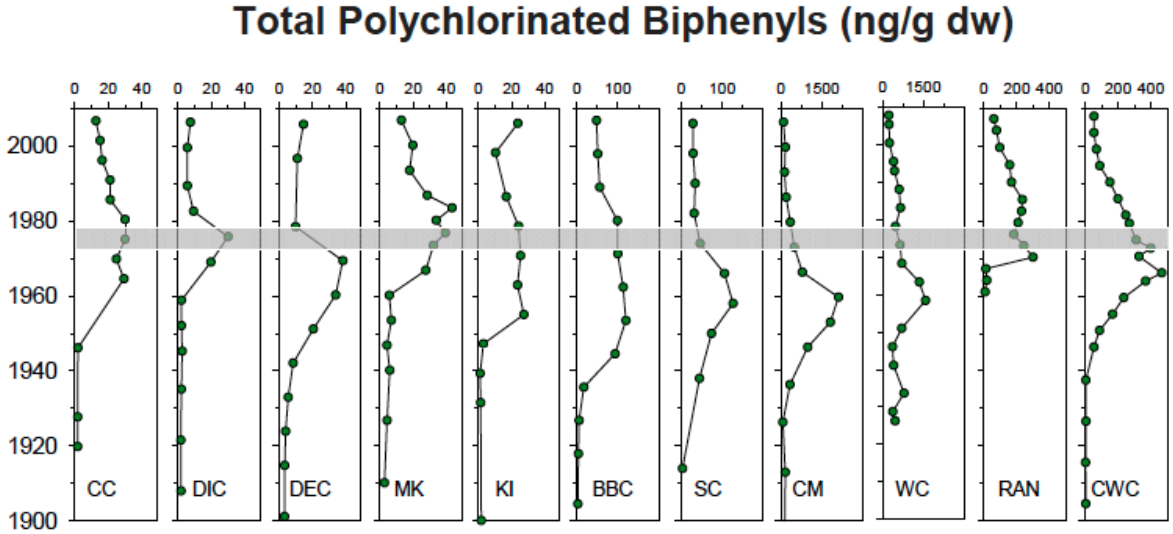 Total Polychlorinated Biphenyls (ng/g dw)
0 20 40 0 20 40 0 20 40 0 20 40 0 20 40 0 100 0 100 0 1500 0 1500 0 200 400 0 200 400
2000
1980
1960
1940
1920
1900
CC DIC DEC MK KI BBC SC CM WC RAN CWC